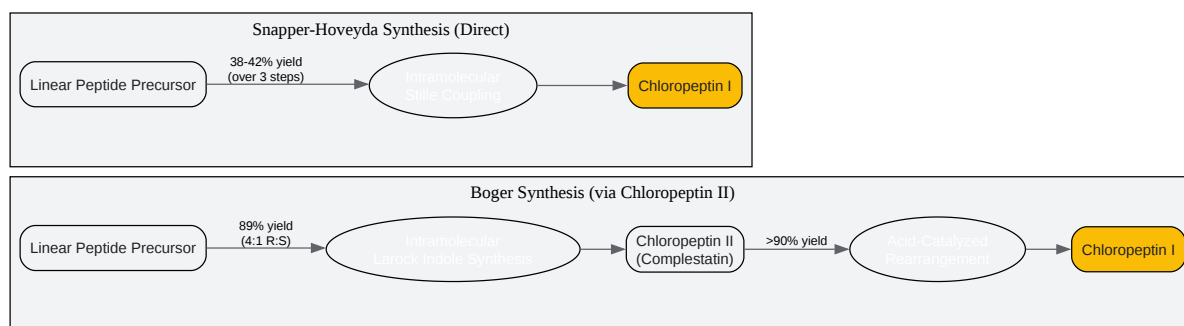 Snapper-Hoveyda Synthesis (Direct)
Linear Peptide Precursor
38-42% yield
(over 3 steps)
Intramolecular
Stille Coupling
Chloropeptin I
Boger Synthesis (via Chloropeptin II)
Linear Peptide Precursor
89% yield
(4:1 R:S)
Intramolecular
Larock Indole Synthesis
Chloropeptin II
(Complestatin)
>90% yield
Acid-Catalyzed
Rearrangement
Chloropeptin I